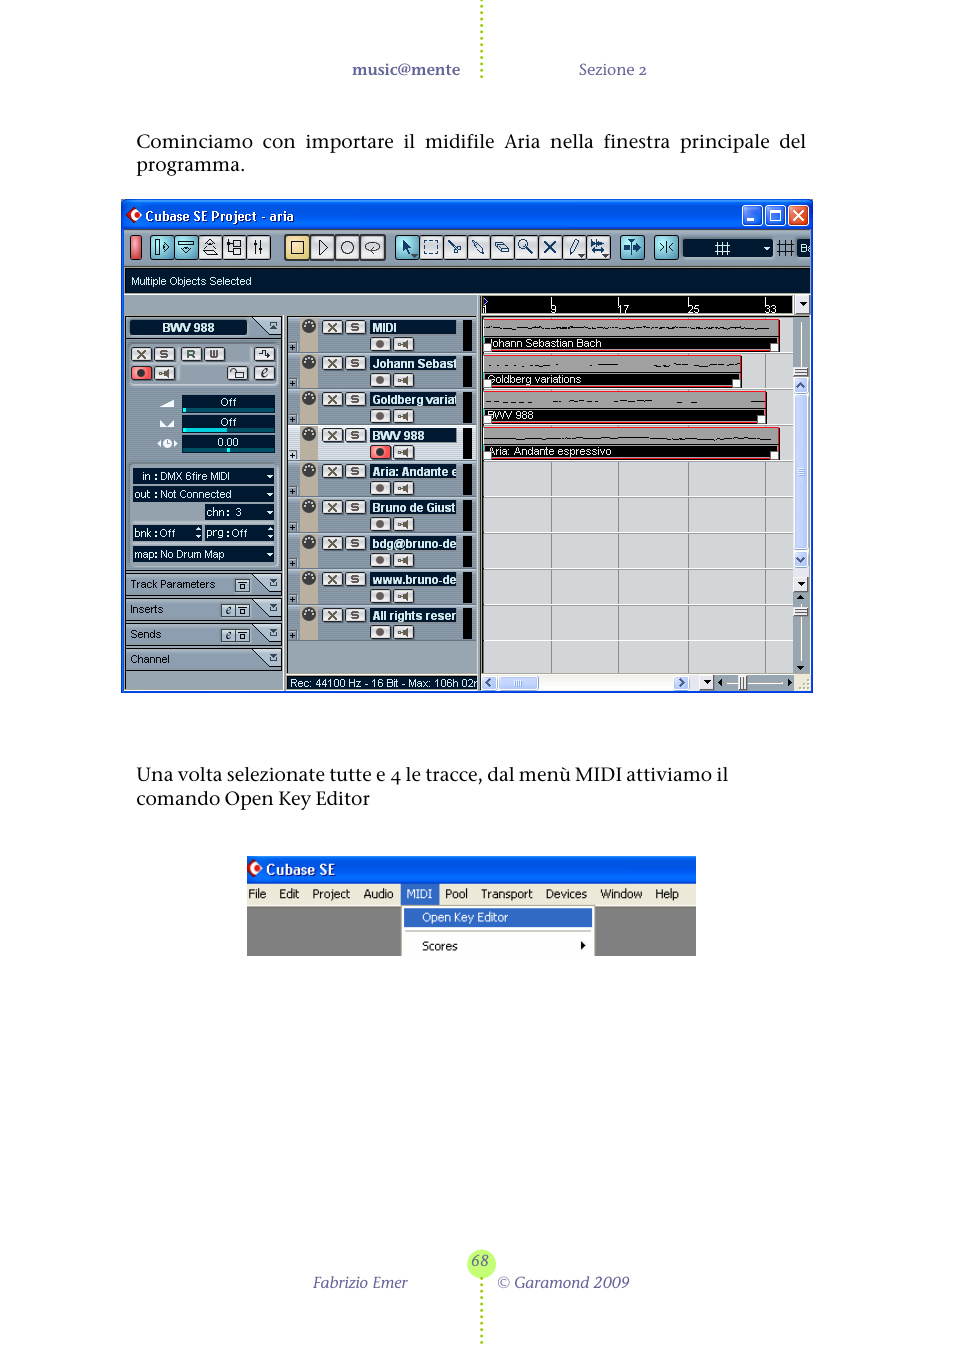 music@mente
Sezione 2
Cominciamo con importare il midifile Aria nella finestra principale del
programma.
Cubase SE Project - aria
Ba
Multiple Objects Selected
1 9 17 25 33
BWV 988
X S R W
e
Off
Off
0.00
in : DMX 6fire MIDI
out : Not Connected
chn: 3
bnk: Off prg: Off
map: No Drum Map
Track Parameters
Inserts
e
Sends
e
Channel
X S MIDI
X S Johann Sebast
X S Goldberg variat
X S BWV 988
X S Aria: Andante e
X S Bruno de Giust
X S bdg@bruno-de
X S www.bruno-de
X S All rights reser
Johann Sebastian Bach
Goldberg variations
BWV 988
Aria: Andante espressivo
Rec: 44100 Hz - 16 Bit - Max: 106h 02r
Una volta selezionate tutte e 4 le tracce, dal menù MIDI attiviamo il
comando Open Key Editor
Cubase SE
File Edit Project Audio MIDI Pool Transport Devices Window Help
Open Key Editor
Scores
68
Fabrizio Emer
© Garamond 2009